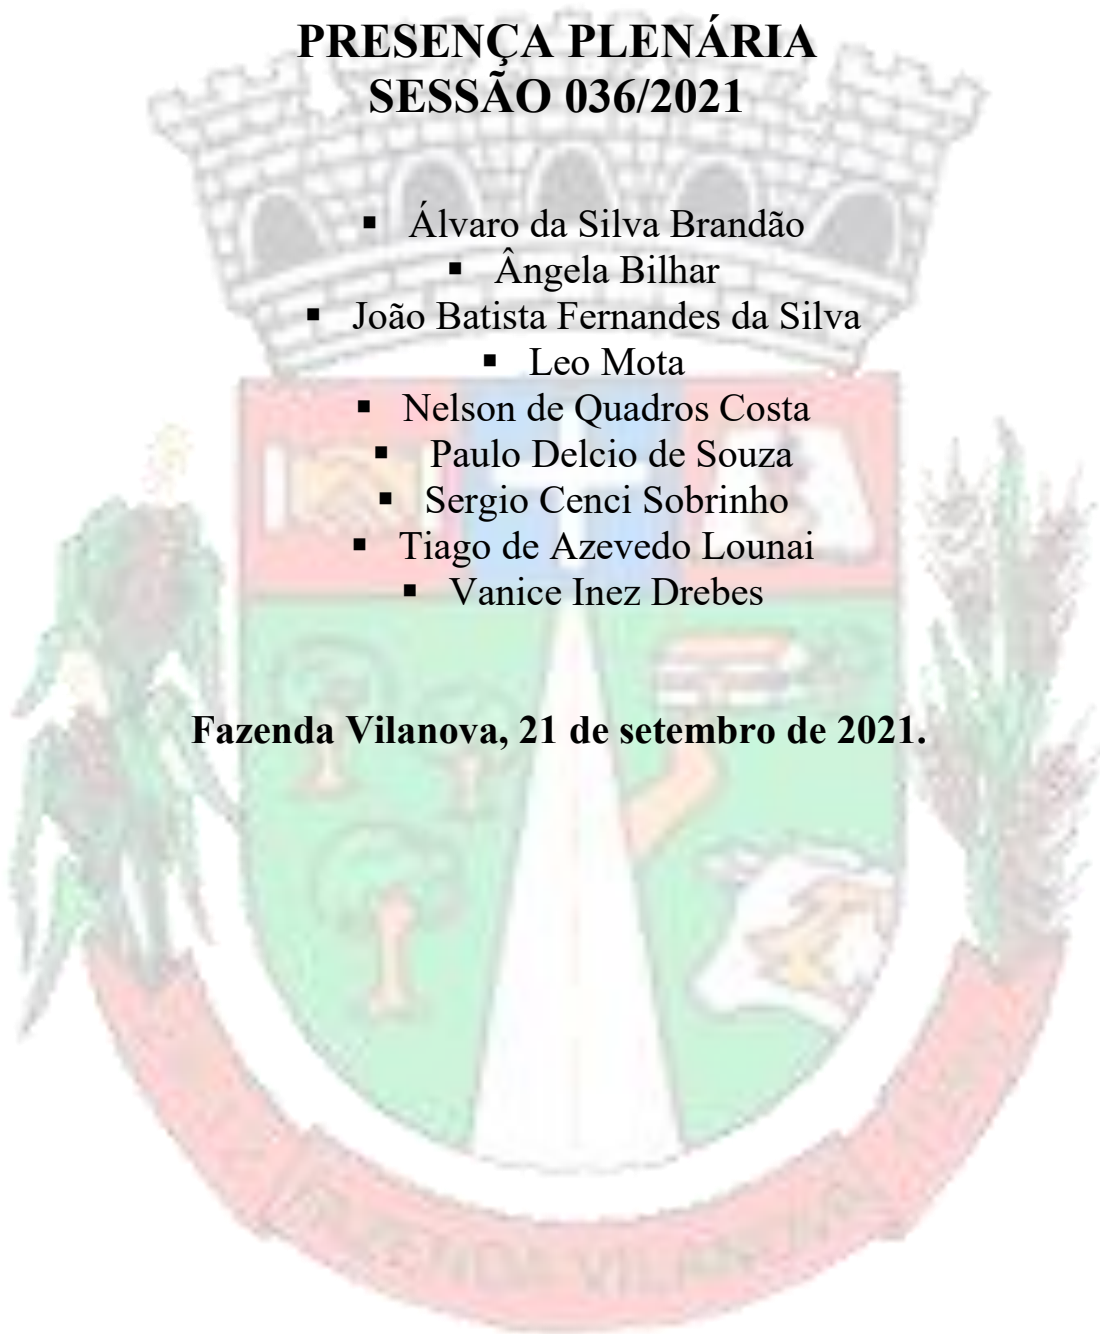 PRESENÇA PLENÁRIA
SESSÃO 036/2021
▪ Álvaro da Silva Brandão
▪ Ângela Bilhar
▪ João Batista Fernandes da Silva
▪ Leo Mota
▪ Nelson de Quadros Costa
▪ Paulo Delcio de Souza
▪ Sergio Cenci Sobrinho
▪ Tiago de Azevedo Lounai
▪ Vanice Inez Drebes
Fazenda Vilanova, 21 de setembro de 2021.
FAZENDA VILANOVA